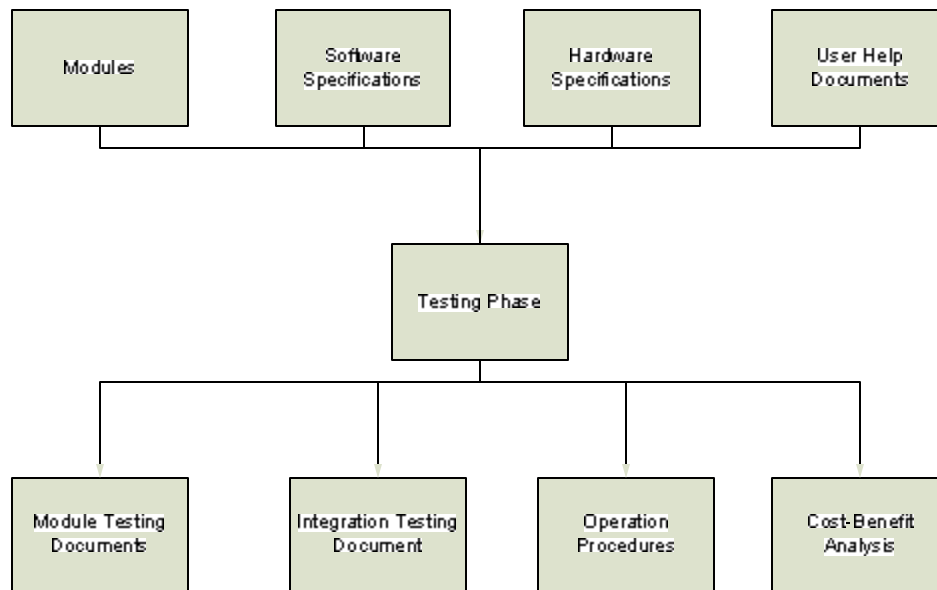 Modules
Software
Specifications
Hardware
Specifications
User Help
Documents
Testing Phase
Module Testing
Documents
Integration Testing
Document
Operation
Procedures
Cost-Benefit
Analysis